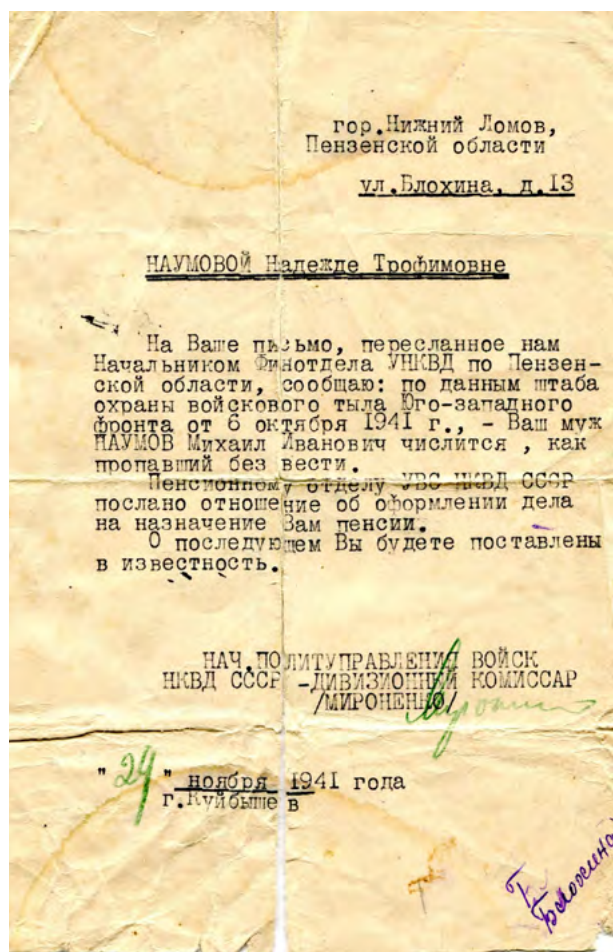 гор.Нижний Ломов,
Пензенской области
ул.Блохина, д.13
НАУМОВОЙ Надежде Трофимовне
На Ваше письмо, пересланное нам
Начальником Финотдела УНКВД по Пензен-
ской области, сообщаю: по данным штаба
охраны войскового тыла Юго-западного
фронта от 6 октября 1941 г., - Ваш муж
НАУМОВ Михаил Иванович числится , как
пропавший без вести.
Пенсионному отделу УВС НКВД СССР
послано отношение об оформлении дела
на назначение Вам пенсии.
О последующем Вы будете поставлены
в известность.
НАЧ.ПОЛИТУПРАВЛЕНИЯ ВОЙСК
НКВД СССР -ДИВИЗИОННЫЙ КОМИССАР
/МИРОНЕНКО/
"24" ноября 1941 года
г.Куйбышев